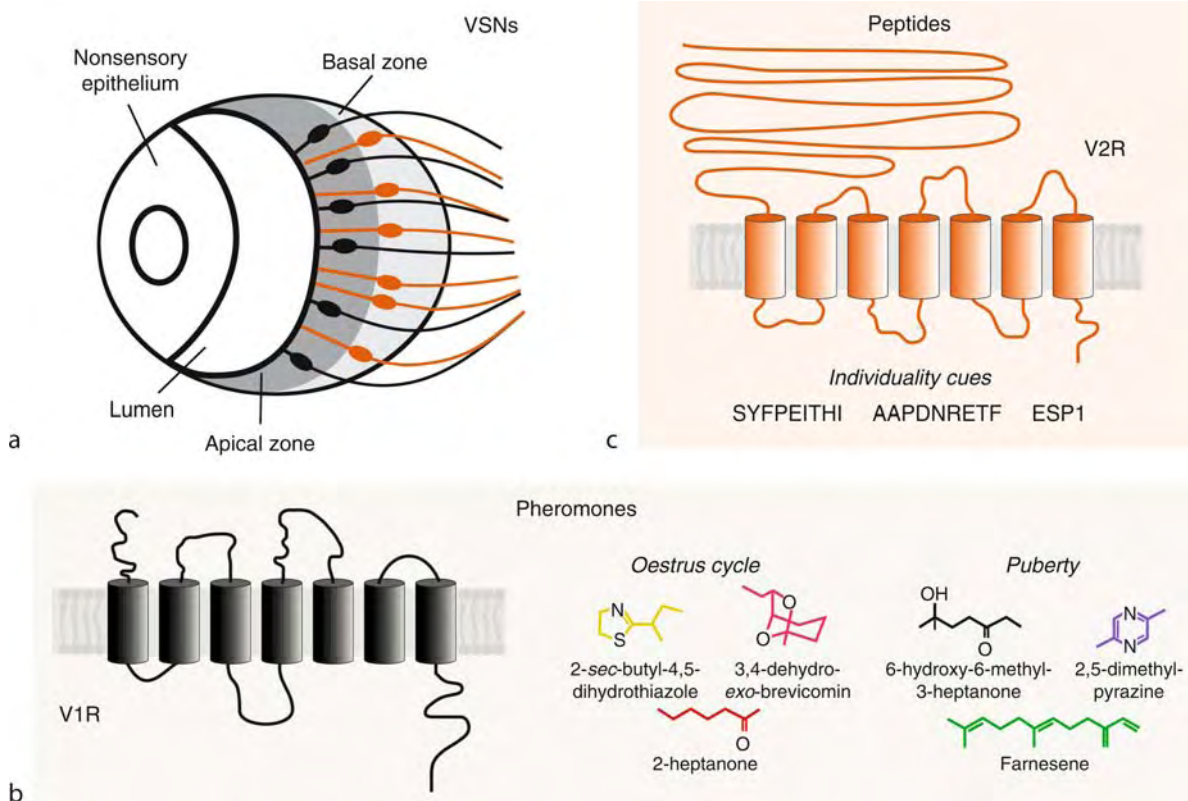 VSNs
Nonsensory
epithelium
Basal zone
Lumen
Apical zone
a
Peptides
V2R
Individuality cues
SYFPEITHI AAPDNRETF ESP1
c
Pheromones
V1R
Oestrus cycle
N
S
2-sec-butyl-4,5-
dihydrothiazole
O
O
3,4-dehydro-
exo-brevicomin
O
2-heptanone
Puberty
OH
O
6-hydroxy-6-methyl-
3-heptanone
N
N
2,5-dimethyl-
pyrazine
Farnesene
b